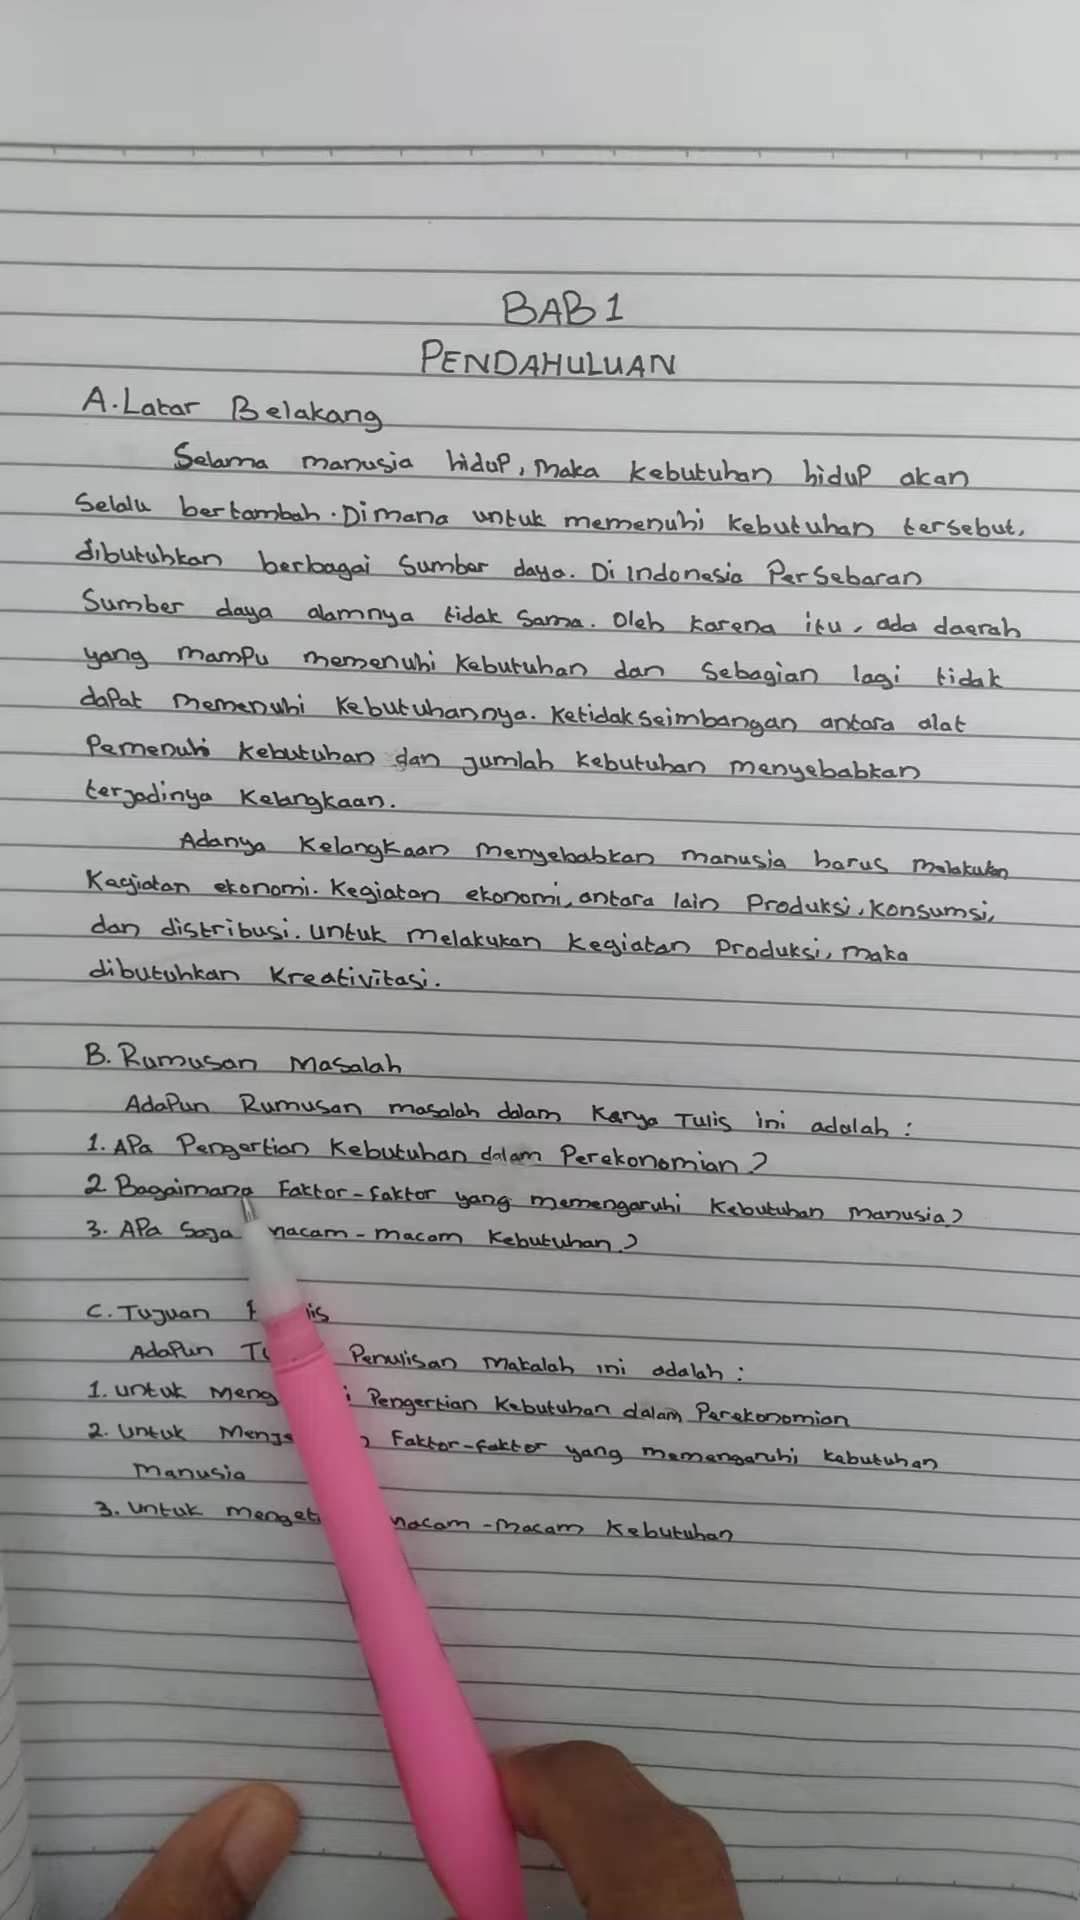 BAB 1
PENDAHULUAN
A. Latar Belakang
Selama manusia hidup, maka kebutuhan hidup akan
selalu bertambah. Dimana untuk memenuhi kebutuhan tersebut,
dibutuhkan berbagai sumber daya. Di Indonesia Persebaran
Sumber daya alamnya tidak sama. Oleh karena itu, ada daerah
yang mampu memenuhi kebutuhan dan sebagian lagi tidak
dapat memenuhi kebutuhannya. Ketidakseimbangan antara alat
Pemenuhi kebutuhan dan jumlah kebutuhan menyebabkan
terjadinya Kelangkaan.
Adanya Kelangkaan menyebabkan manusia harus melakukan
Kegiatan ekonomi. Kegiatan ekonomi, antara lain Produksi, Konsumsi,
dan distribusi. Untuk melakukan kegiatan Produksi, maka
dibutuhkan Kreativitasi.
B. Rumusan Masalah
Adapun Rumusan masalah dalam Karya Tulis ini adalah :
1. Apa Pengertian Kebutuhan dalam Perekonomian ?
2 Bagaimana Faktor-faktor yang memengaruhi Kebutuhan Manusia?
3. Apa Saja macam-macam Kebutuhan ?
C. Tujuan
Adapun Penulisan Makalah ini adalah :
1. Untuk Pengertian Kebutuhan dalam Perekonomian
2. Untuk Faktor-faktor yang memengaruhi kebutuhan
Manusia
3. Untuk macam-macam Kebutuhan